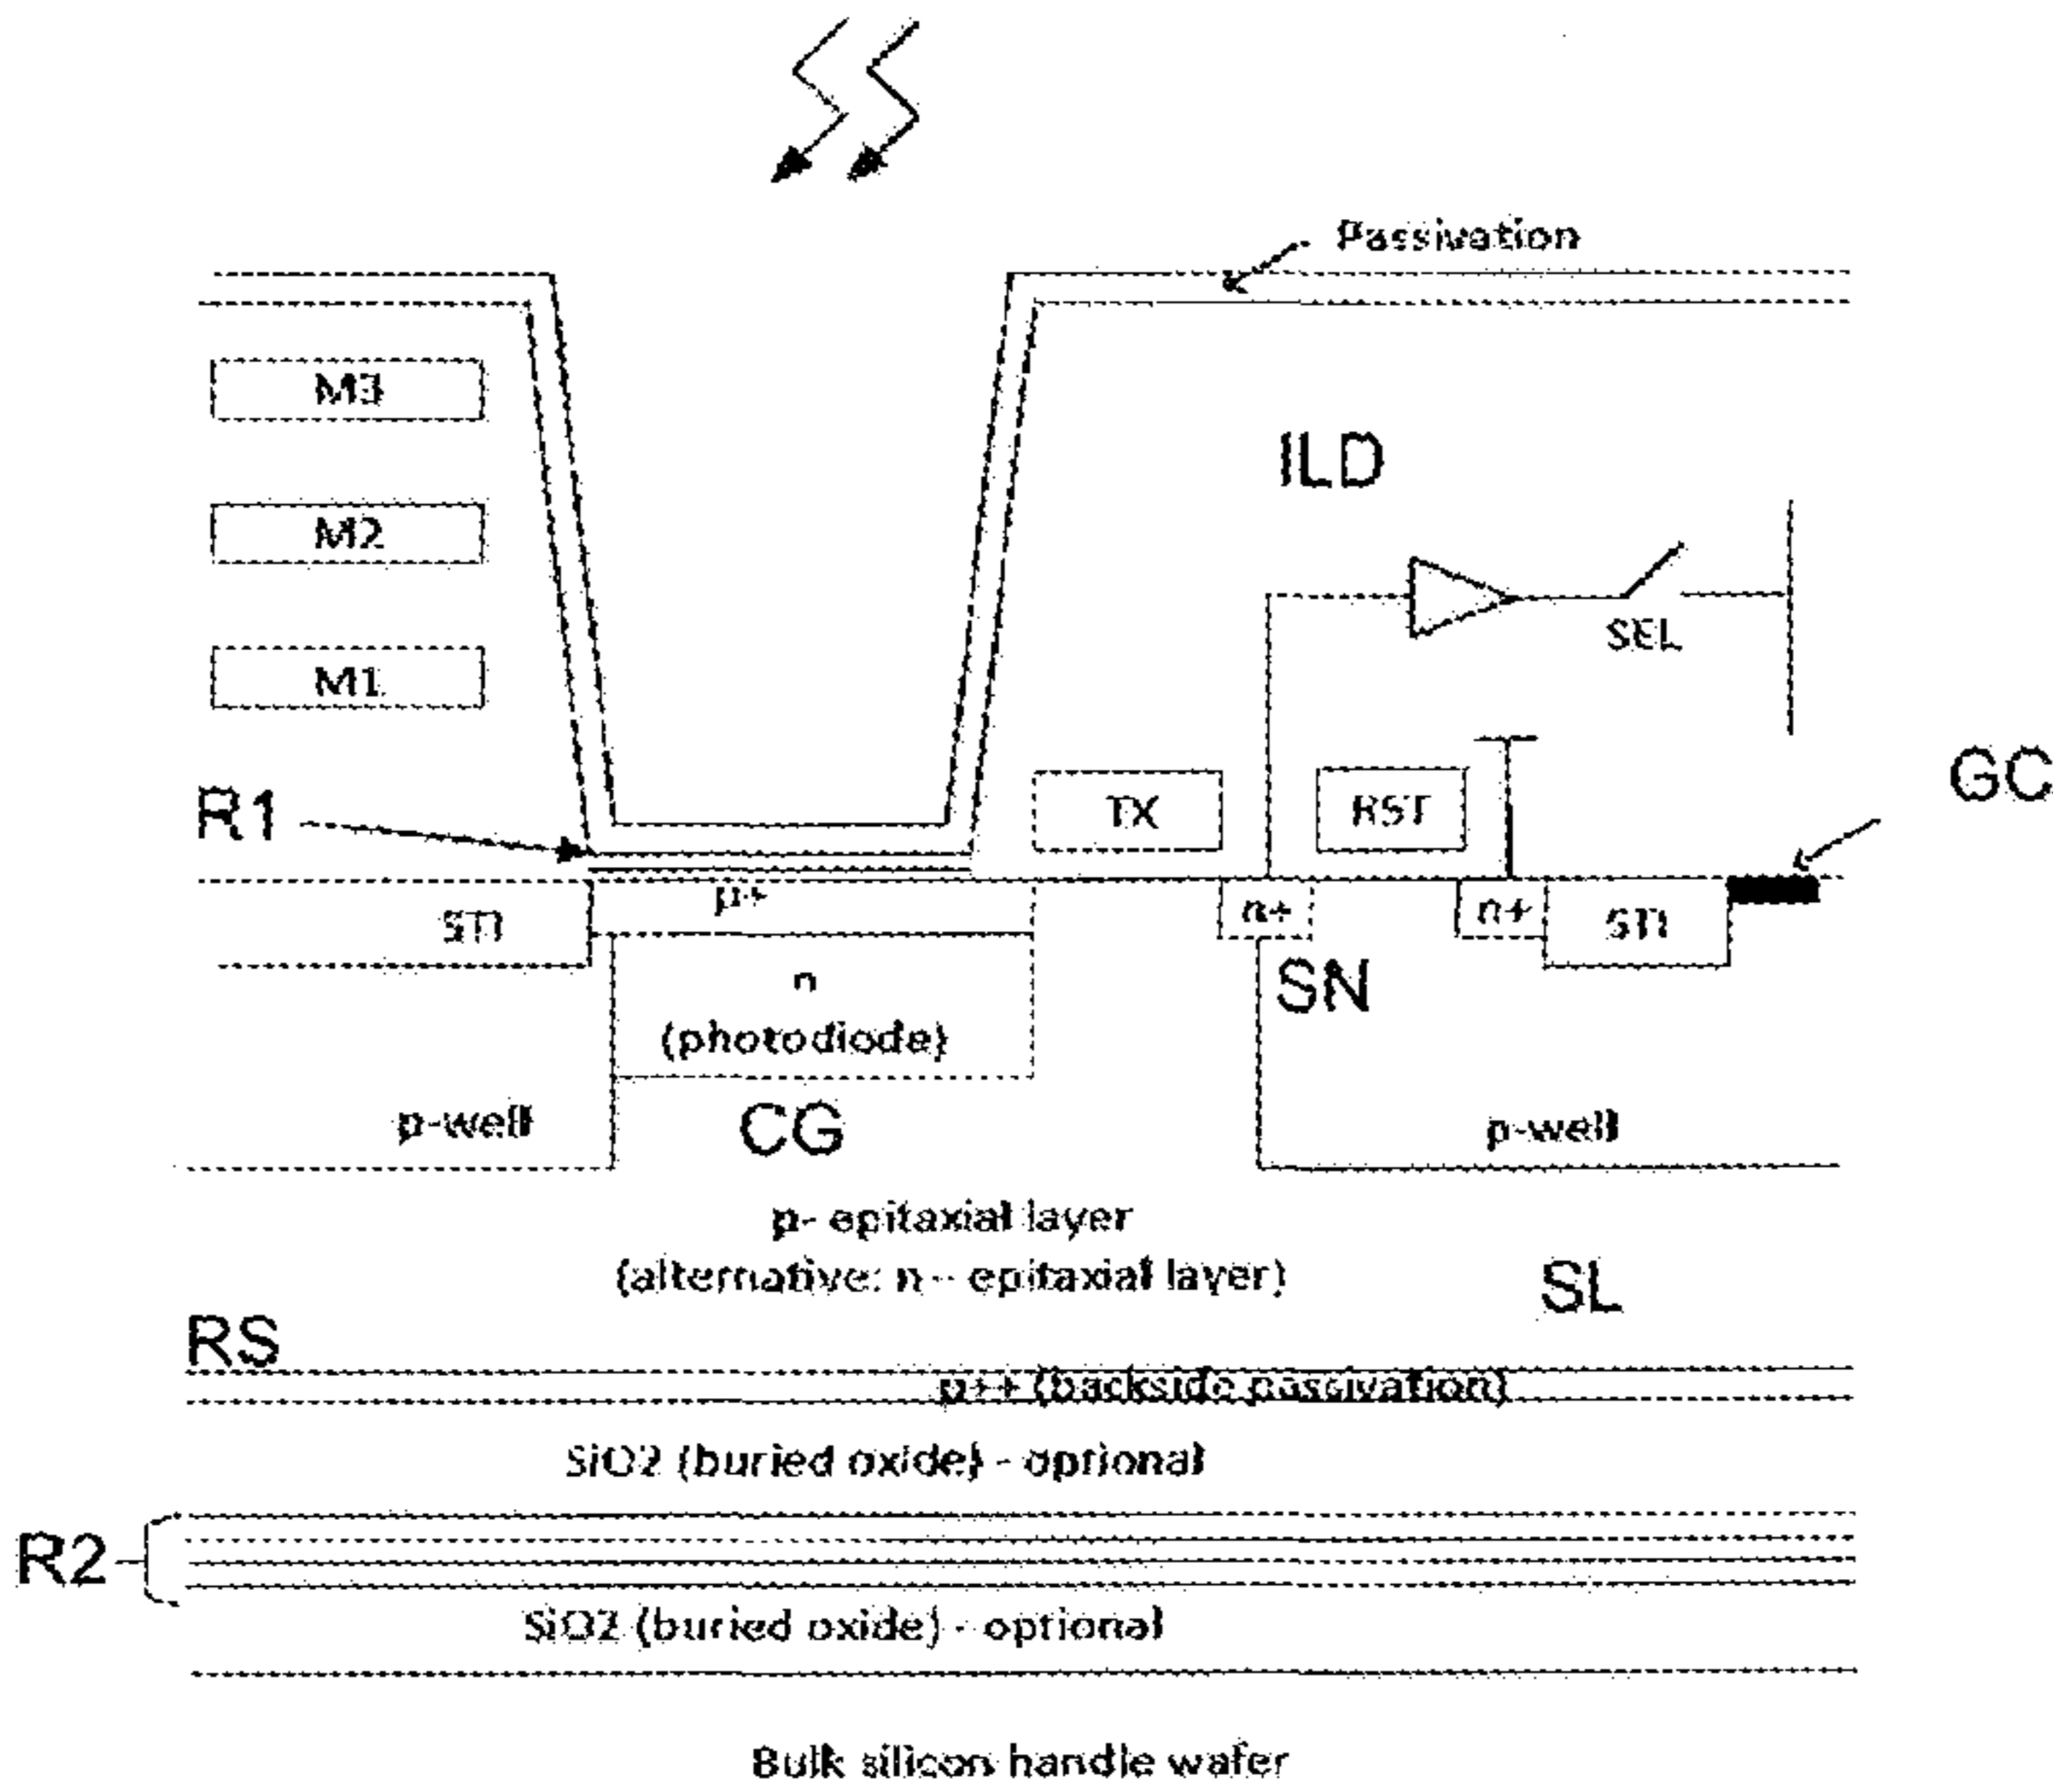 Passivation
M3
ILD
M2
SEL
M1
GC
R1
TX
RST
p+
STI
n+
n+
STI
n
SN
(photodiode)
p-well
CG
p-well
p- epitaxial layer
(alternative: n - epitaxial layer)
SL
RS
p++ (backside passivation)
SiO2 (buried oxide) - optional
R2
SiO2 (buried oxide) - optional
Bulk silicon handle wafer